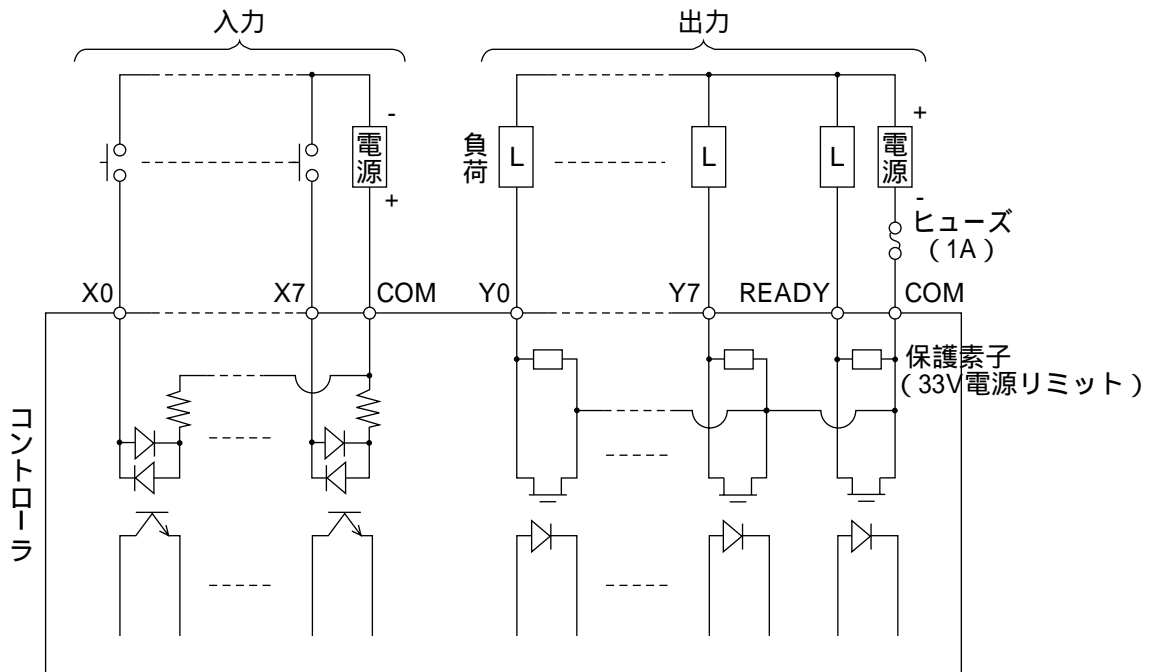 入力
出力
-
電源
+
負荷
L
L
L
+
電源
-
ヒューズ
（1A）
X0
X7
COM
Y0
Y7
READY
COM
保護素子
（33V電源リミット）
コントローラ